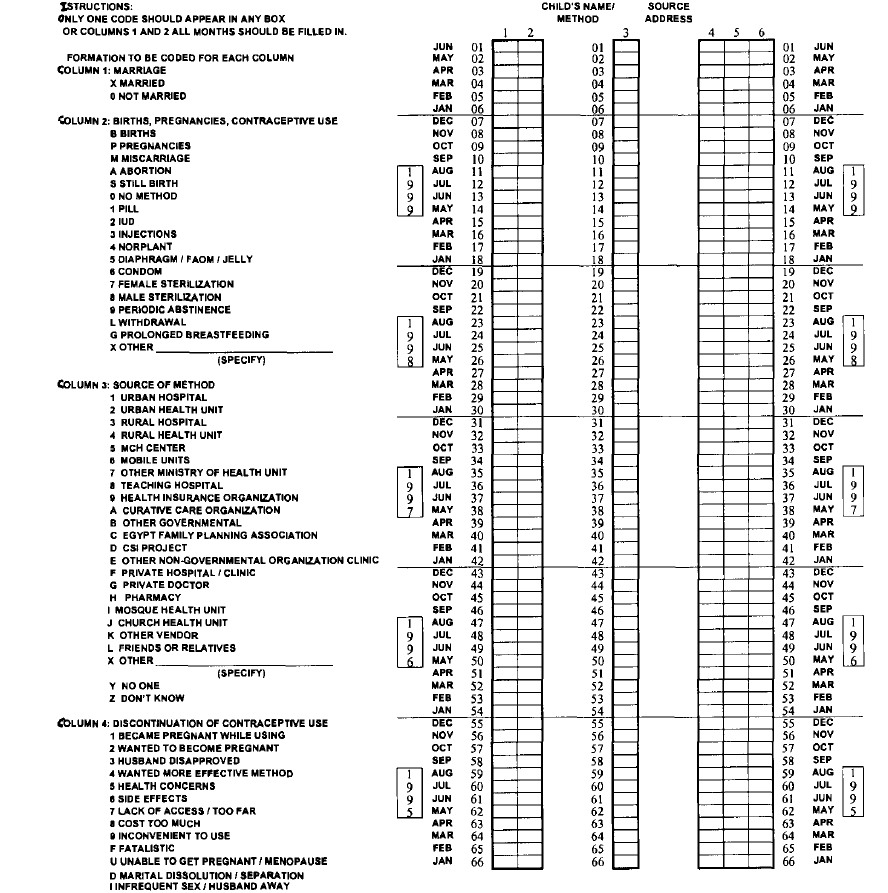 ISTRUCTIONS:
ONLY ONE CODE SHOULD APPEAR IN ANY BOX
OR COLUMNS 1 AND 2 ALL MONTHS SHOULD BE FILLED IN.
FORMATION TO BE CODED FOR EACH COLUMN
COLUMN 1: MARRIAGE
X MARRIED
0 NOT MARRIED
COLUMN 2: BIRTHS, PREGNANCIES, CONTRACEPTIVE USE
B BIRTHS
P PREGNANCIES
M MISCARRIAGE
A ABORTION
S STILL BIRTH
0 NO METHOD
1 PILL
2 IUD
3 INJECTIONS
4 NORPLANT
5 DIAPHRAGM / FAOM / JELLY
6 CONDOM
7 FEMALE STERILIZATION
8 MALE STERILIZATION
9 PERIODIC ABSTINENCE
L WITHDRAWAL
G PROLONGED BREASTFEEDING
X OTHER
(SPECIFY)
COLUMN 3: SOURCE OF METHOD
1 URBAN HOSPITAL
2 URBAN HEALTH UNIT
3 RURAL HOSPITAL
4 RURAL HEALTH UNIT
5 MCH CENTER
6 MOBILE UNITS
7 OTHER MINISTRY OF HEALTH UNIT
8 TEACHING HOSPITAL
9 HEALTH INSURANCE ORGANIZATION
A CURATIVE CARE ORGANIZATION
B OTHER GOVERNMENTAL
C EGYPT FAMILY PLANNING ASSOCIATION
D CSI PROJECT
E OTHER NON-GOVERNMENTAL ORGANIZATION CLINIC
F PRIVATE HOSPITAL / CLINIC
G PRIVATE DOCTOR
H PHARMACY
I MOSQUE HEALTH UNIT
J CHURCH HEALTH UNIT
K OTHER VENDOR
L FRIENDS OR RELATIVES
X OTHER
(SPECIFY)
Y NO ONE
Z DON'T KNOW
COLUMN 4: DISCONTINUATION OF CONTRACEPTIVE USE
1 BECAME PREGNANT WHILE USING
2 WANTED TO BECOME PREGNANT
3 HUSBAND DISAPPROVED
4 WANTED MORE EFFECTIVE METHOD
5 HEALTH CONCERNS
6 SIDE EFFECTS
7 LACK OF ACCESS / TOO FAR
8 COST TOO MUCH
9 INCONVENIENT TO USE
F FATALISTIC
U UNABLE TO GET PREGNANT / MENOPAUSE
D MARITAL DISSOLUTION / SEPARATION
I INFREQUENT SEX / HUSBAND AWAY
CHILD'S NAME/ SOURCE
METHOD ADDRESS
1 2 3 4 5 6
JUN 01 01 01 JUN
MAY 02 02 02 MAY
APR 03 03 03 APR
MAR 04 04 04 MAR
FEB 05 05 05 FEB
JAN 06 06 06 JAN
DEC 07 07 07 DEC
NOV 08 08 08 NOV
OCT 09 09 09 OCT
SEP 10 10 10 SEP
1 AUG 11 11 11 AUG 1
9 JUL 12 12 12 JUL 9
9 JUN 13 13 13 JUN 9
9 MAY 14 14 14 MAY 9
APR 15 15 15 APR
MAR 16 16 16 MAR
FEB 17 17 17 FEB
JAN 18 18 18 JAN
DEC 19 19 19 DEC
NOV 20 20 20 NOV
OCT 21 21 21 OCT
SEP 22 22 22 SEP
1 AUG 23 23 23 AUG 1
9 JUL 24 24 24 JUL 9
9 JUN 25 25 25 JUN 9
8 MAY 26 26 26 MAY 8
APR 27 27 27 APR
MAR 28 28 28 MAR
FEB 29 29 29 FEB
JAN 30 30 30 JAN
DEC 31 31 31 DEC
NOV 32 32 32 NOV
OCT 33 33 33 OCT
SEP 34 34 34 SEP
1 AUG 35 35 35 AUG 1
9 JUL 36 36 36 JUL 9
9 JUN 37 37 37 JUN 9
7 MAY 38 38 38 MAY 7
APR 39 39 39 APR
MAR 40 40 40 MAR
FEB 41 41 41 FEB
JAN 42 42 42 JAN
DEC 43 43 43 DEC
NOV 44 44 44 NOV
OCT 45 45 45 OCT
SEP 46 46 46 SEP
1 AUG 47 47 47 AUG 1
9 JUL 48 48 48 JUL 9
9 JUN 49 49 49 JUN 9
6 MAY 50 50 50 MAY 6
APR 51 51 51 APR
MAR 52 52 52 MAR
FEB 53 53 53 FEB
JAN 54 54 54 JAN
DEC 55 55 55 DEC
NOV 56 56 56 NOV
OCT 57 57 57 OCT
SEP 58 58 58 SEP
1 AUG 59 59 59 AUG 1
9 JUL 60 60 60 JUL 9
9 JUN 61 61 61 JUN 9
5 MAY 62 62 62 MAY 5
APR 63 63 63 APR
MAR 64 64 64 MAR
FEB 65 65 65 FEB
JAN 66 66 66 JAN